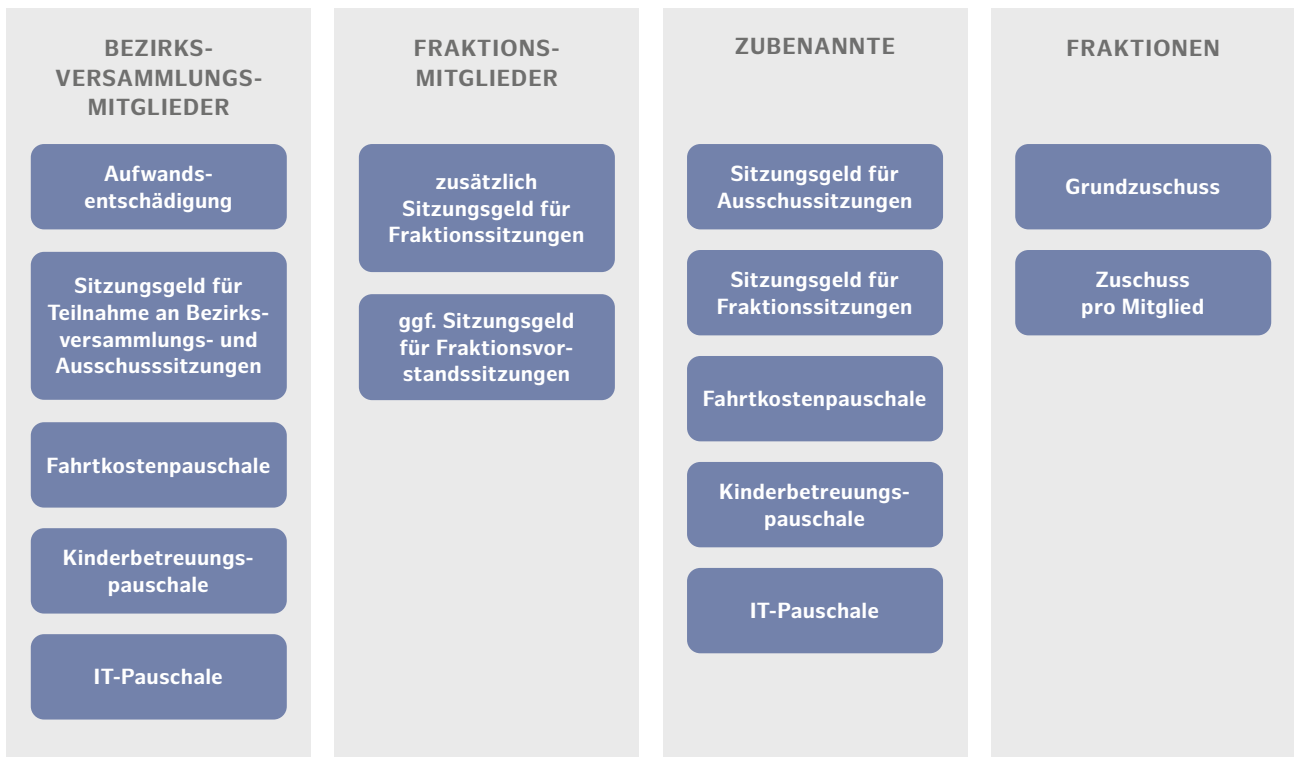 BEZIRKS-
VERSAMMLUNGS-
MITGLIEDER
Aufwands-
entschädigung
Sitzungsgeld für
Teilnahme an Bezirks-
versammlungs- und
Ausschusssitzungen
Fahrtkostenpauschale
Kinderbetreuungs-
pauschale
IT-Pauschale
FRAKTIONS-
MITGLIEDER
zusätzlich
Sitzungsgeld für
Fraktionssitzungen
ggf. Sitzungsgeld
für Fraktionsvor-
standssitzungen
ZUBENANNTE
Sitzungsgeld für
Ausschussitzungen
Sitzungsgeld für
Fraktionssitzungen
Fahrtkostenpauschale
Kinderbetreuungs-
pauschale
IT-Pauschale
FRAKTIONEN
Grundzuschuss
Zuschuss
pro Mitglied